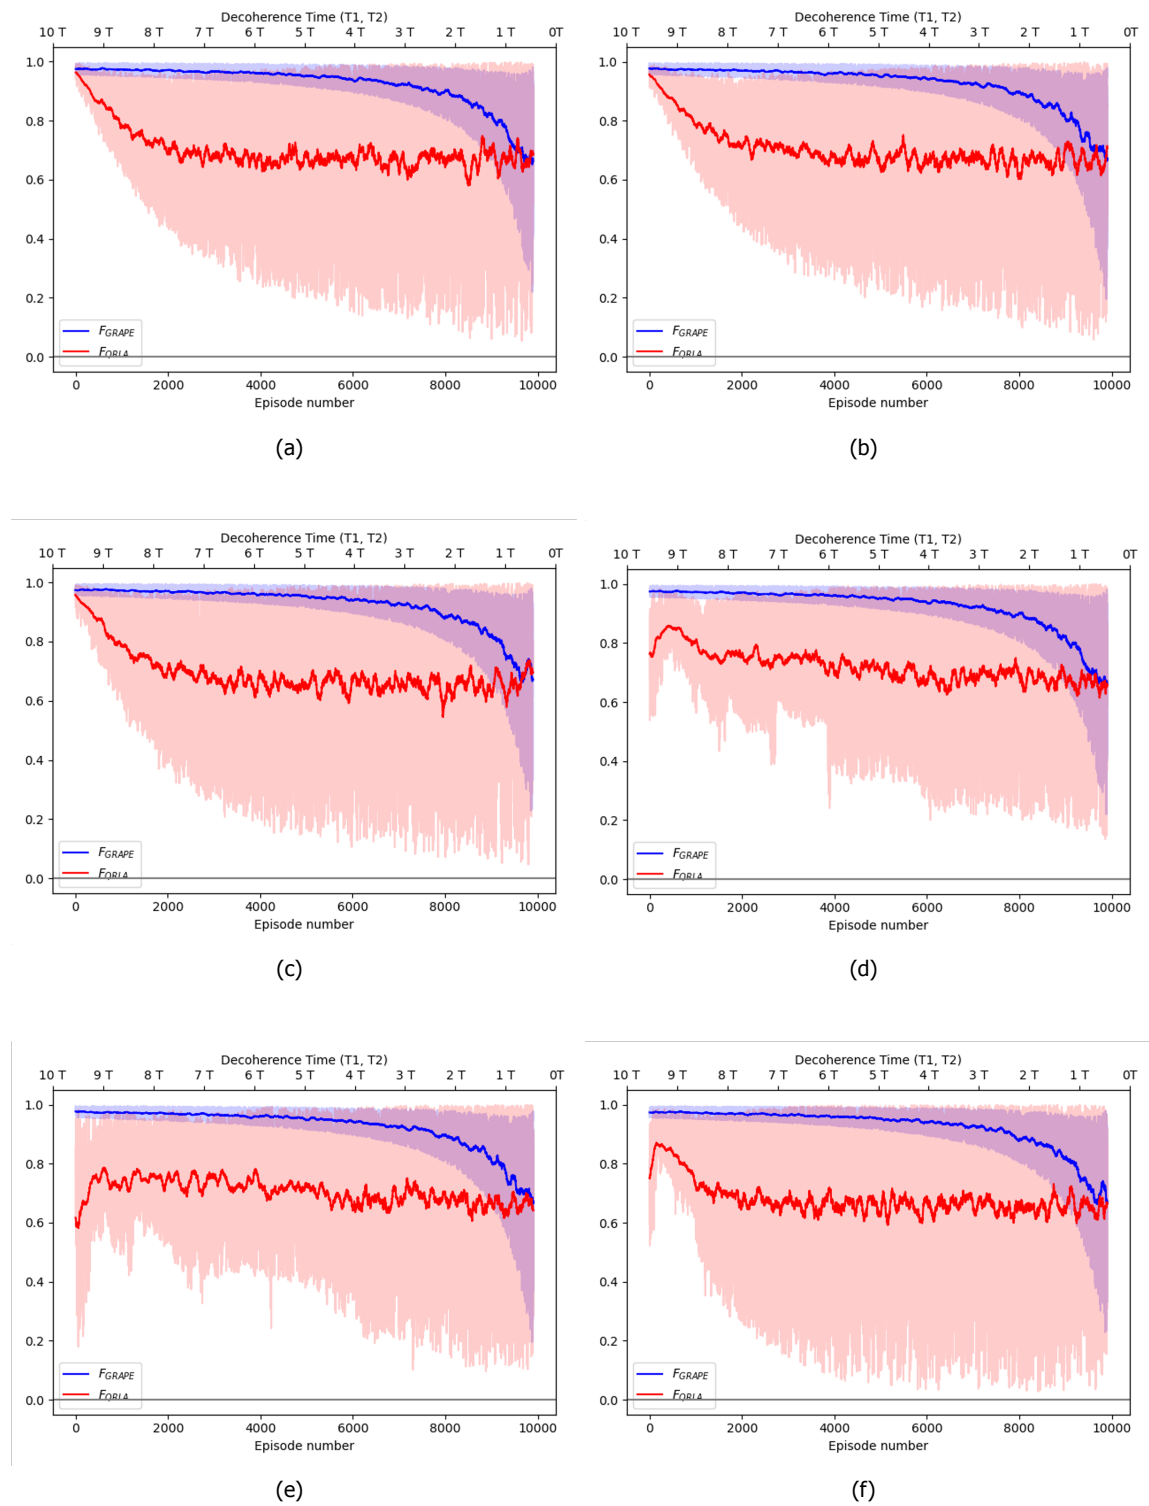 Decoherence Time (T1, T2)
10 T 9 T 8 T 7 T 6 T 5 T 4 T 3 T 2 T 1 T 0T
1.0
0.8
0.6
0.4
0.2
0.0
F_GRAPE
F_QRLA
0 2000 4000 6000 8000 10000
Episode number
(a)
Decoherence Time (T1, T2)
10 T 9 T 8 T 7 T 6 T 5 T 4 T 3 T 2 T 1 T 0T
1.0
0.8
0.6
0.4
0.2
0.0
F_GRAPE
F_QRLA
0 2000 4000 6000 8000 10000
Episode number
(b)
Decoherence Time (T1, T2)
10 T 9 T 8 T 7 T 6 T 5 T 4 T 3 T 2 T 1 T 0T
1.0
0.8
0.6
0.4
0.2
0.0
F_GRAPE
F_QRLA
0 2000 4000 6000 8000 10000
Episode number
(c)
Decoherence Time (T1, T2)
10 T 9 T 8 T 7 T 6 T 5 T 4 T 3 T 2 T 1 T 0T
1.0
0.8
0.6
0.4
0.2
0.0
F_GRAPE
F_QRLA
0 2000 4000 6000 8000 10000
Episode number
(d)
Decoherence Time (T1, T2)
10 T 9 T 8 T 7 T 6 T 5 T 4 T 3 T 2 T 1 T 0T
1.0
0.8
0.6
0.4
0.2
0.0
F_GRAPE
F_QRLA
0 2000 4000 6000 8000 10000
Episode number
(e)
Decoherence Time (T1, T2)
10 T 9 T 8 T 7 T 6 T 5 T 4 T 3 T 2 T 1 T 0T
1.0
0.8
0.6
0.4
0.2
0.0
F_GRAPE
F_QRLA
0 2000 4000 6000 8000 10000
Episode number
(f)